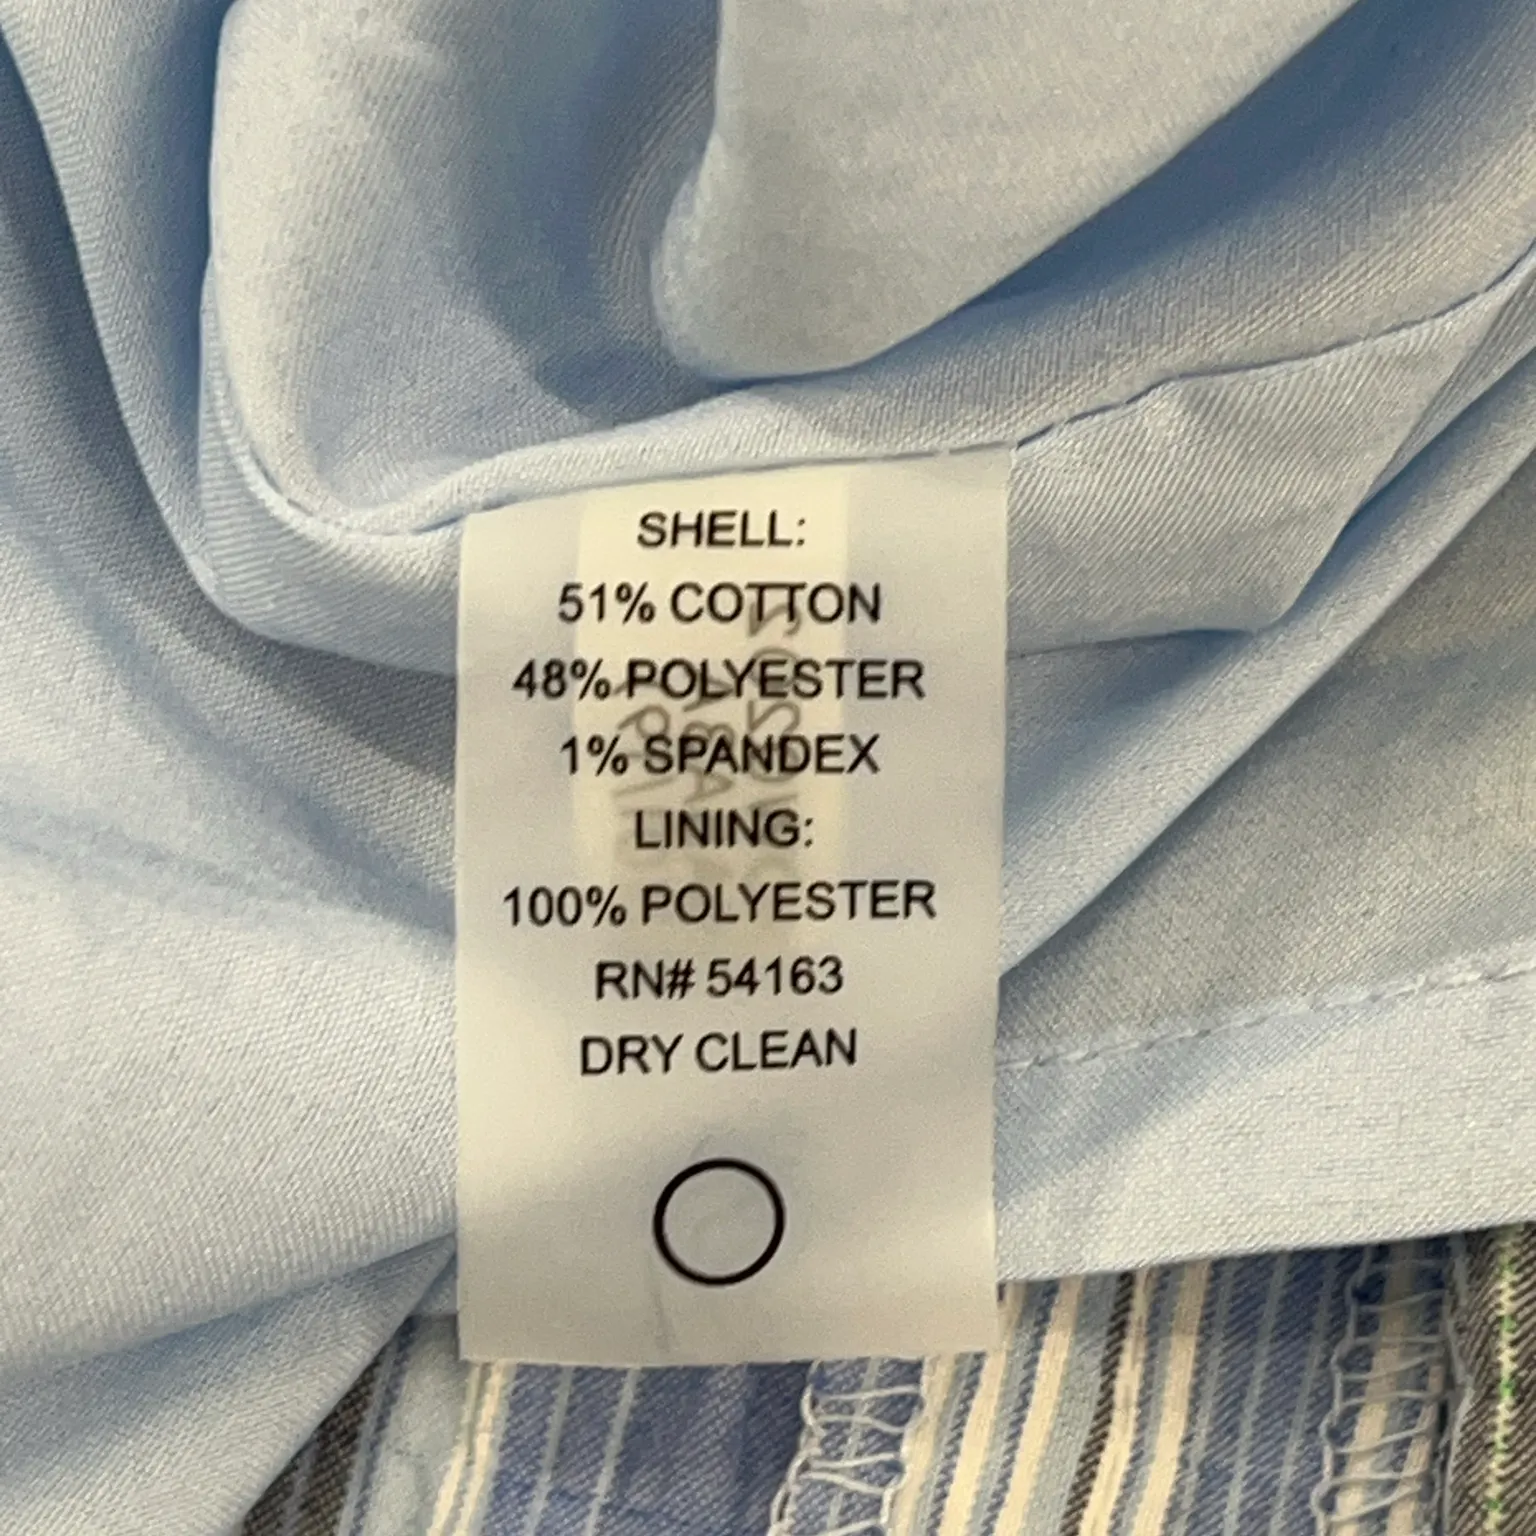 SHELL:
51% COTTON
48% POLYESTER
1% SPANDEX
LINING:
100% POLYESTER
RN# 54163
DRY CLEAN